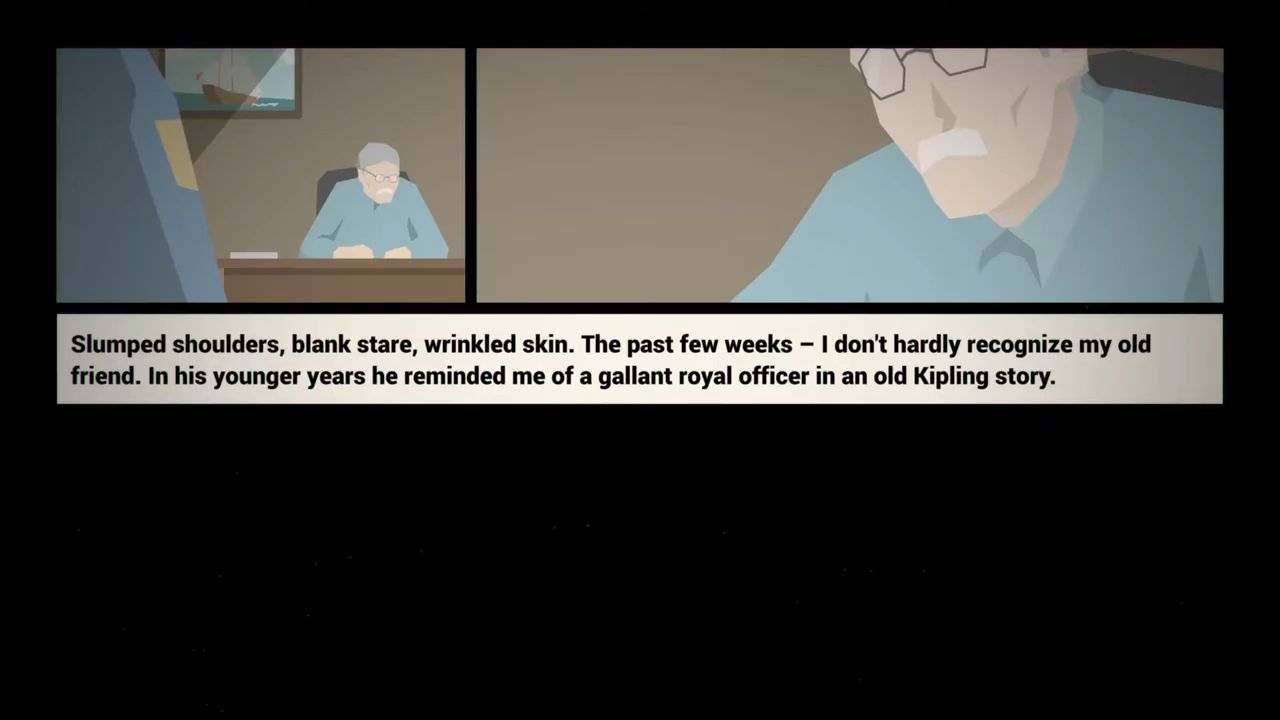 Slumped shoulders, blank stare, wrinkled skin. The past few weeks – I don't hardly recognize my old
friend. In his younger years he reminded me of a gallant royal officer in an old Kipling story.